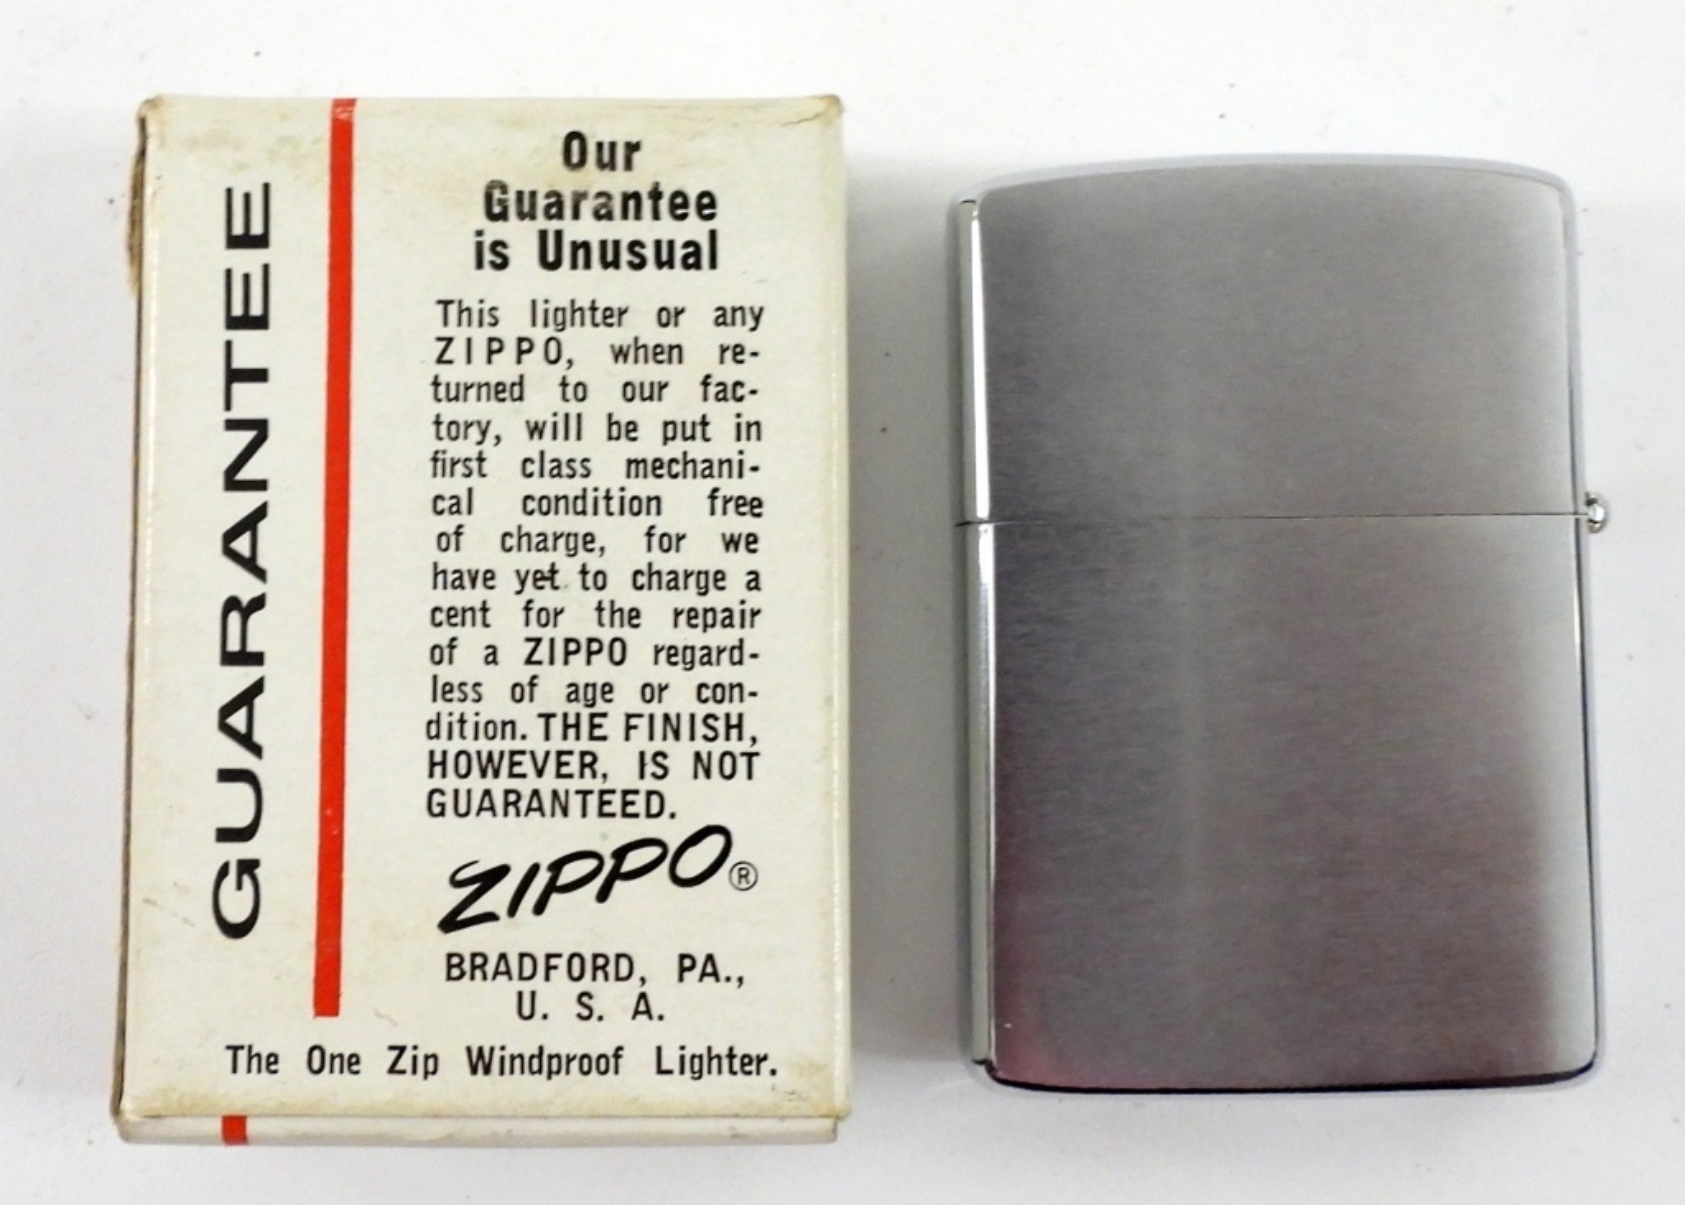 GUARANTEE
Our
Guarantee
is Unusual
This lighter or any
ZIPPO, when re-
turned to our fac-
tory, will be put in
first class mechani-
cal condition free
of charge, for we
have yet to charge a
cent for the repair
of a ZIPPO regard-
less of age or con-
dition. THE FINISH,
HOWEVER, IS NOT
GUARANTEED.
ZIPPO®
BRADFORD, PA.,
U. S. A.
The One Zip Windproof Lighter.